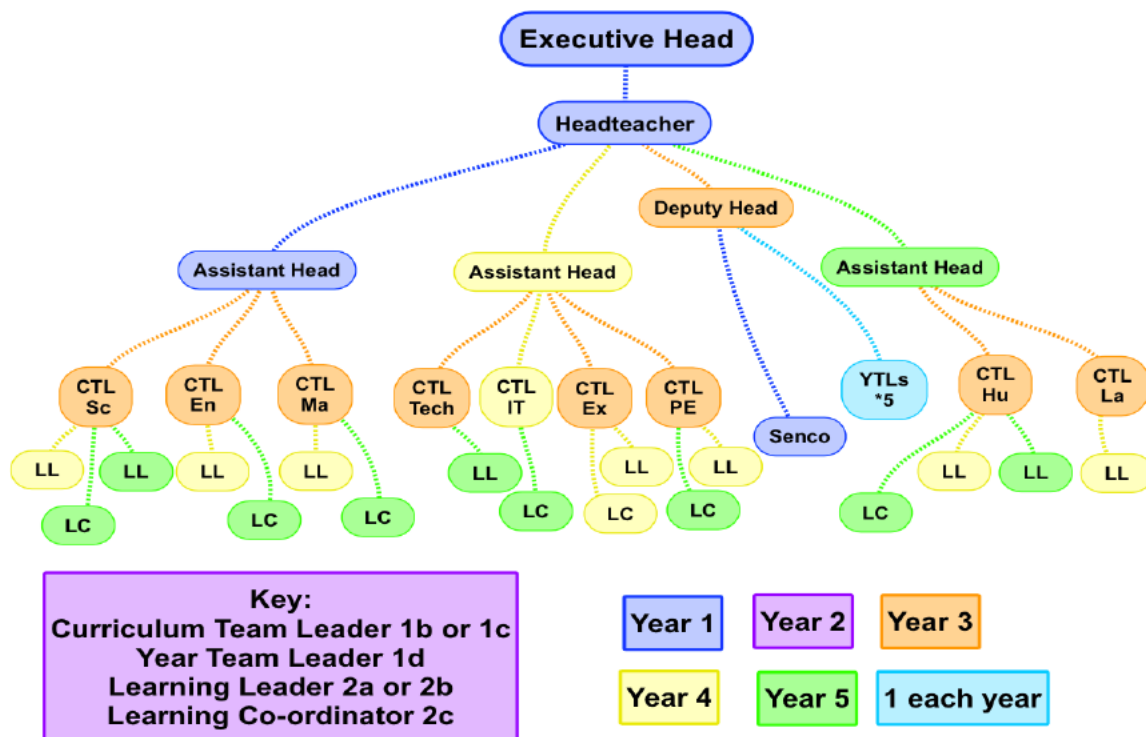 Executive Head
Headteacher
Deputy Head
Assistant Head
Assistant Head
Assistant Head
CTL
Sc
CTL
En
CTL
Ma
CTL
Tech
CTL
IT
CTL
Ex
CTL
PE
YTLs
*5
CTL
Hu
CTL
La
Senco
LL
LL
LL
LL
LL
LL
LL
LL
LL
LL
LC
LC
LC
LC
LC
LC
LC
Key:
Curriculum Team Leader 1b or 1c
Year Team Leader 1d
Learning Leader 2a or 2b
Learning Co-ordinator 2c
Year 1
Year 2
Year 3
Year 4
Year 5
1 each year